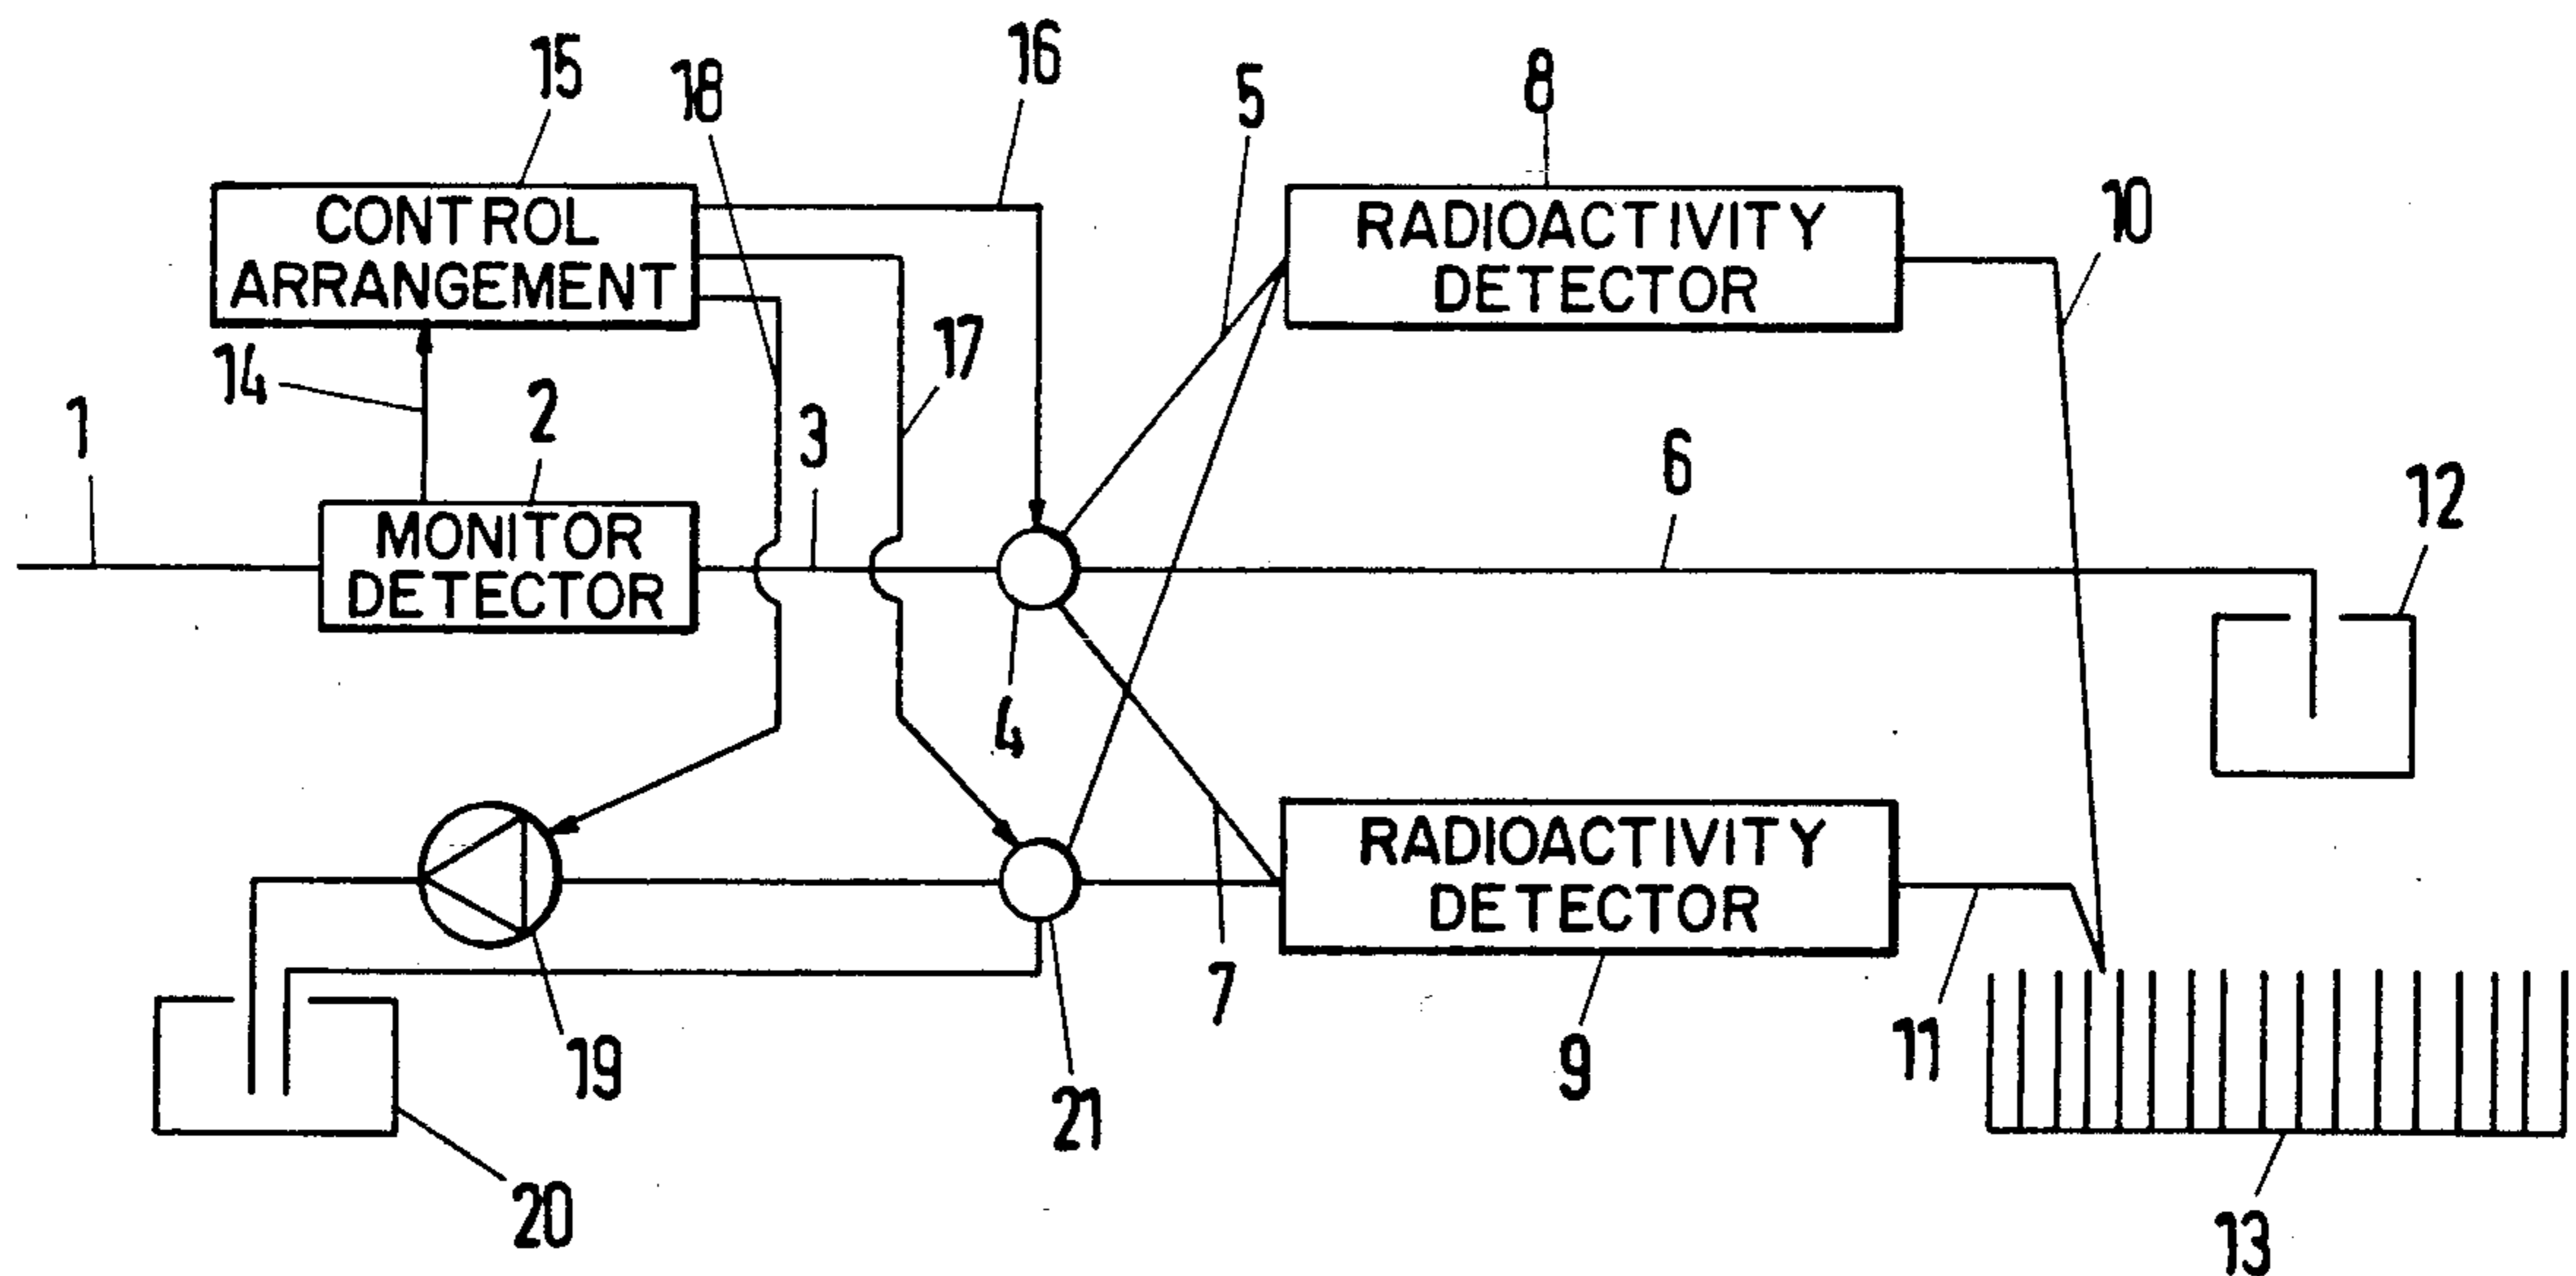 15
16
18
5
8
CONTROL
ARRANGEMENT
RADIOACTIVITY
DETECTOR
10
14
2
17
1
3
6
12
MONITOR
DETECTOR
4
RADIOACTIVITY
DETECTOR
7
19
21
9
11
20
13